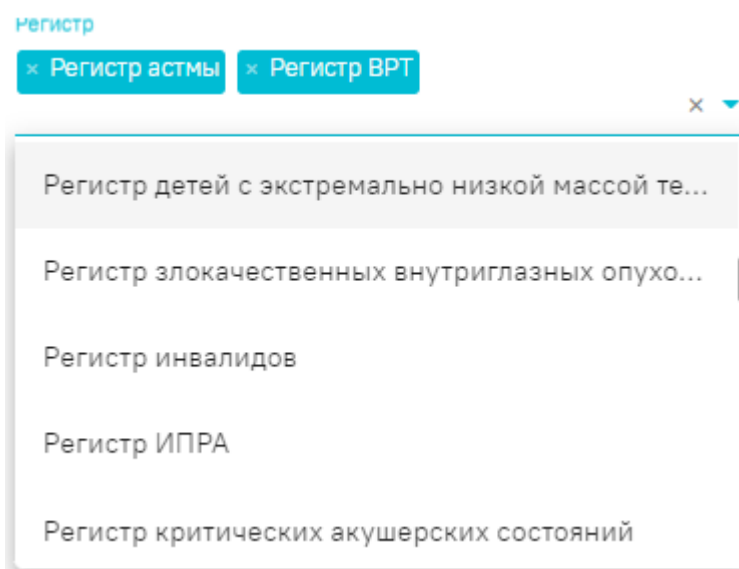 Регистр
× Регистр астмы × Регистр ВРТ
Регистр детей с экстремально низкой массой те...
Регистр злокачественных внутриглазных опухо...
Регистр инвалидов
Регистр ИПРА
Регистр критических акушерских состояний